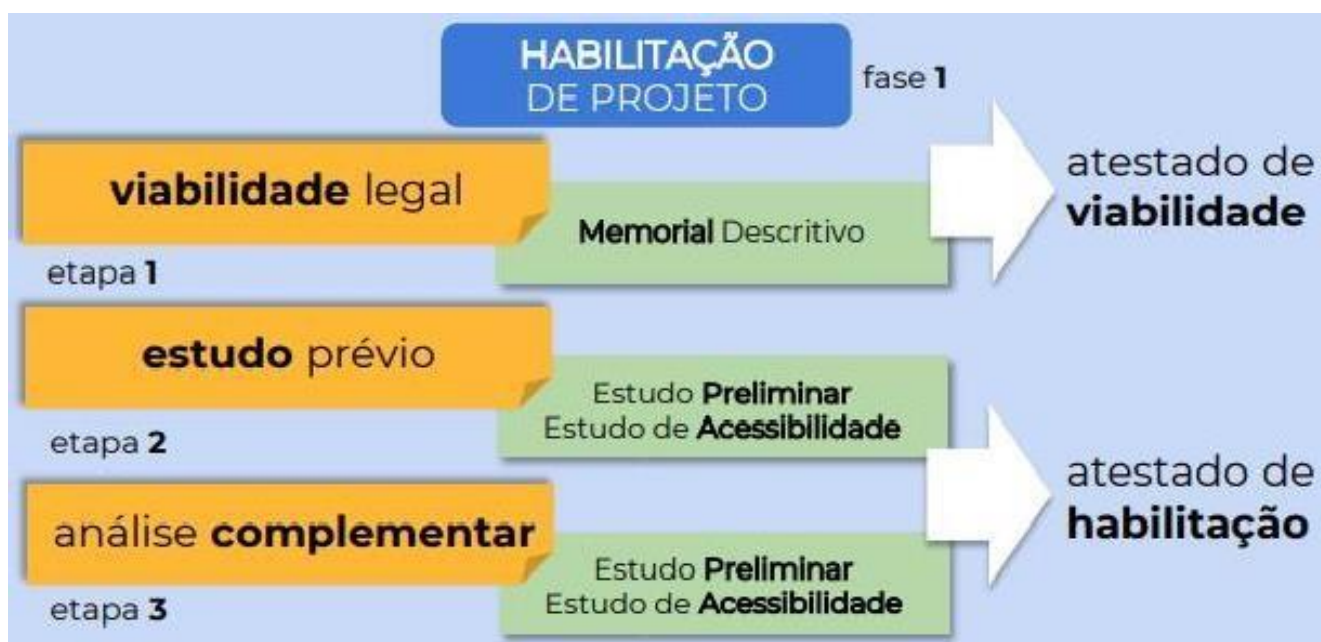 HABILITAÇÃO
DE PROJETO
fase 1
viabilidade legal
Memorial Descritivo
etapa 1
atestado de
viabilidade
estudo prévio
Estudo Preliminar
Estudo de Acessibilidade
etapa 2
análise complementar
Estudo Preliminar
Estudo de Acessibilidade
etapa 3
atestado de
habilitação